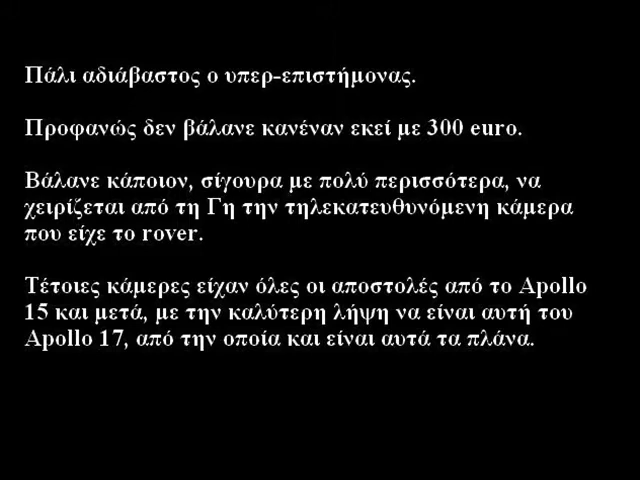 Πάλι αδιάβαστος ο υπερ-επιστήμονας.
Προφανώς δεν βάλανε κανέναν εκεί με 300 euro.
Βάλανε κάποιον, σίγουρα με πολύ περισσότερα, να
χειρίζεται από τη Γη την τηλεκατευθυνόμενη κάμερα
που είχε το rover.
Τέτοιες κάμερες είχαν όλες οι αποστολές από το Apollo
15 και μετά, με την καλύτερη λήψη να είναι αυτή του
Apollo 17, από την οποία και είναι αυτά τα πλάνα.